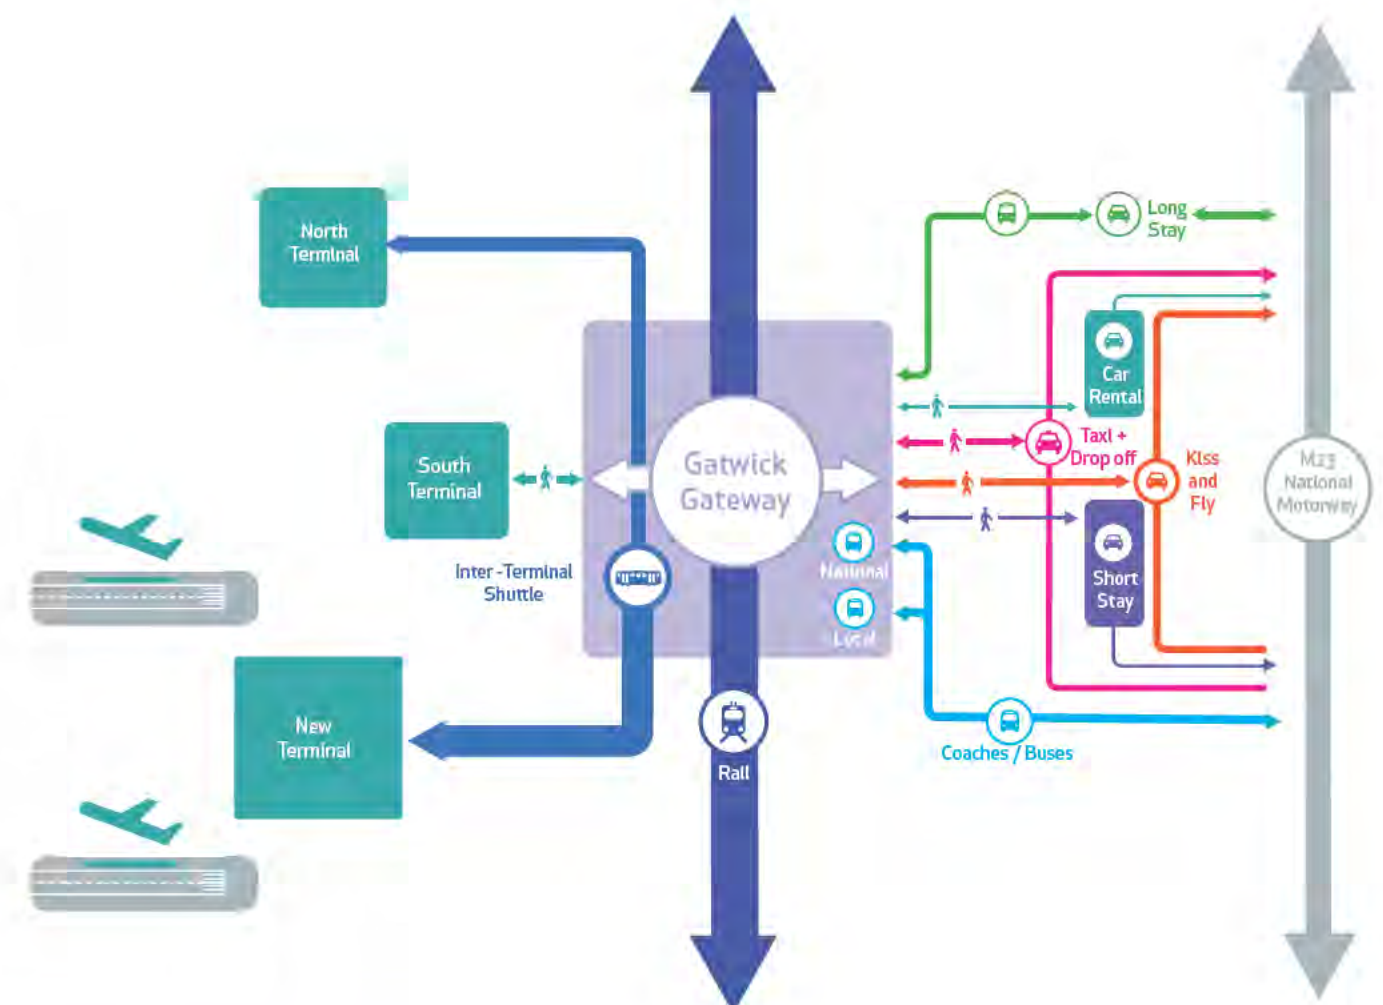 North
Terminal
South
Terminal
Inter-Terminal
Shuttle
New
Terminal
Gatwick
Gateway
National
Local
Rail
Long
Stay
Car
Rental
Taxi +
Drop off
Kiss
and
Fly
Short
Stay
Coaches / Buses
M23
National
Motorway